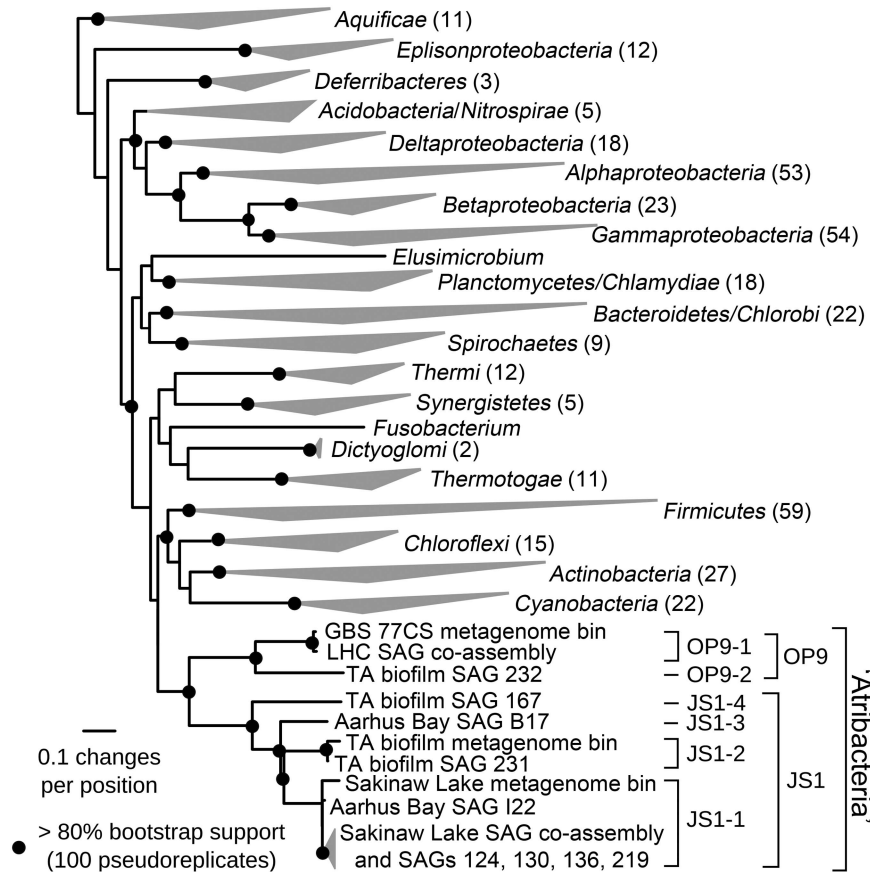 Aquificae (11)
Eplisonproteobacteria (12)
Deferribacteres (3)
Acidobacteria/Nitrospirae (5)
Deltaproteobacteria (18)
Alphaproteobacteria (53)
Betaproteobacteria (23)
Gammaproteobacteria (54)
Elusimicrobium
Planctomycetes/Chlamydiae (18)
Bacteroidetes/Chlorobi (22)
Spirochaetes (9)
Thermi (12)
Synergistetes (5)
Fusobacterium
Dictyoglomi (2)
Thermotogae (11)
Firmicutes (59)
Chloroflexi (15)
Actinobacteria (27)
Cyanobacteria (22)
GBS 77CS metagenome bin
LHC SAG co-assembly
OP9-1
TA biofilm SAG 232
OP9-2
OP9
TA biofilm SAG 167
JS1-4
Aarhus Bay SAG B17
JS1-3
TA biofilm metagenome bin
TA biofilm SAG 231
JS1-2
Sakinaw Lake metagenome bin
Aarhus Bay SAG I22
Sakinaw Lake SAG co-assembly
and SAGs 124, 130, 136, 219
JS1-1
JS1
'Atribacteria'
0.1 changes
per position
> 80% bootstrap support
(100 pseudoreplicates)